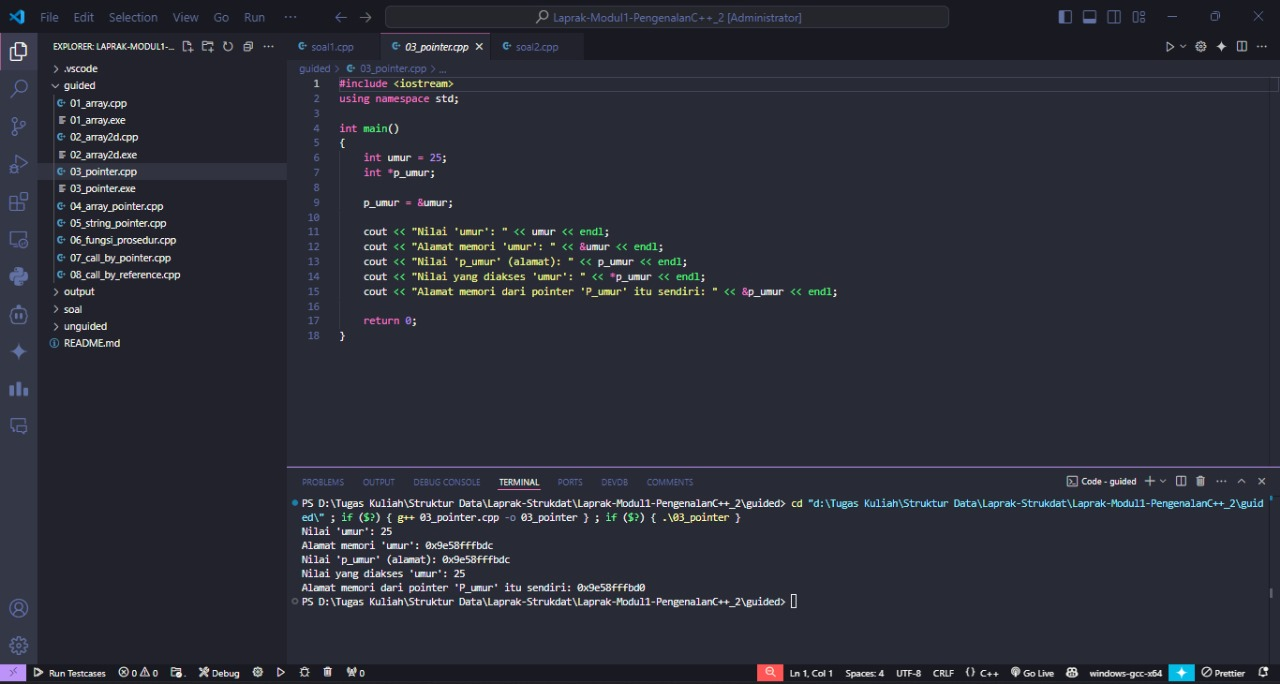 File Edit Selection View Go Run ··· Laprak-Modul1-PengenalanC++_2 [Administrator]
EXPLORER: LAPRAK-MODUL1-...
.vscode
guided
01_array.cpp
01_array.exe
02_array2d.cpp
02_array2d.exe
03_pointer.cpp
03_pointer.exe
04_array_pointer.cpp
05_string_pointer.cpp
06_fungsi_prosedur.cpp
07_call_by_pointer.cpp
08_call_by_reference.cpp
output
soal
unguided
README.md
soal1.cpp 03_pointer.cpp soal2.cpp
guided > 03_pointer.cpp > ...
1 #include <iostream>
2 using namespace std;
3
4 int main()
5 {
6 int umur = 25;
7 int *p_umur;
8
9 p_umur = &umur;
10
11 cout << "Nilai 'umur': " << umur << endl;
12 cout << "Alamat memori 'umur': " << &umur << endl;
13 cout << "Nilai 'p_umur' (alamat): " << p_umur << endl;
14 cout << "Nilai yang diakses 'umur': " << *p_umur << endl;
15 cout << "Alamat memori dari pointer 'P_umur' itu sendiri: " << &p_umur << endl;
16
17 return 0;
18 }
PROBLEMS OUTPUT DEBUG CONSOLE TERMINAL PORTS DEVDB COMMENTS Code - guided
PS D:\Tugas Kuliah\Struktur Data\Laprak-Strukdat\Laprak-Modul1-PengenalanC++_2\guided> cd "d:\Tugas Kuliah\Struktur Data\Laprak-Strukdat\Laprak-Modul1-PengenalanC++_2\guid
ed\" ; if ($?) { g++ 03_pointer.cpp -o 03_pointer } ; if ($?) { .\03_pointer }
Nilai 'umur': 25
Alamat memori 'umur': 0x9e58fffbdc
Nilai 'p_umur' (alamat): 0x9e58fffbdc
Nilai yang diakses 'umur': 25
Alamat memori dari pointer 'P_umur' itu sendiri: 0x9e58fffbd0
PS D:\Tugas Kuliah\Struktur Data\Laprak-Strukdat\Laprak-Modul1-PengenalanC++_2\guided>
Run Testcases 0 0 Debug 0 Ln 1, Col 1 Spaces: 4 UTF-8 CRLF {} C++ Go Live windows-gcc-x64 Prettier